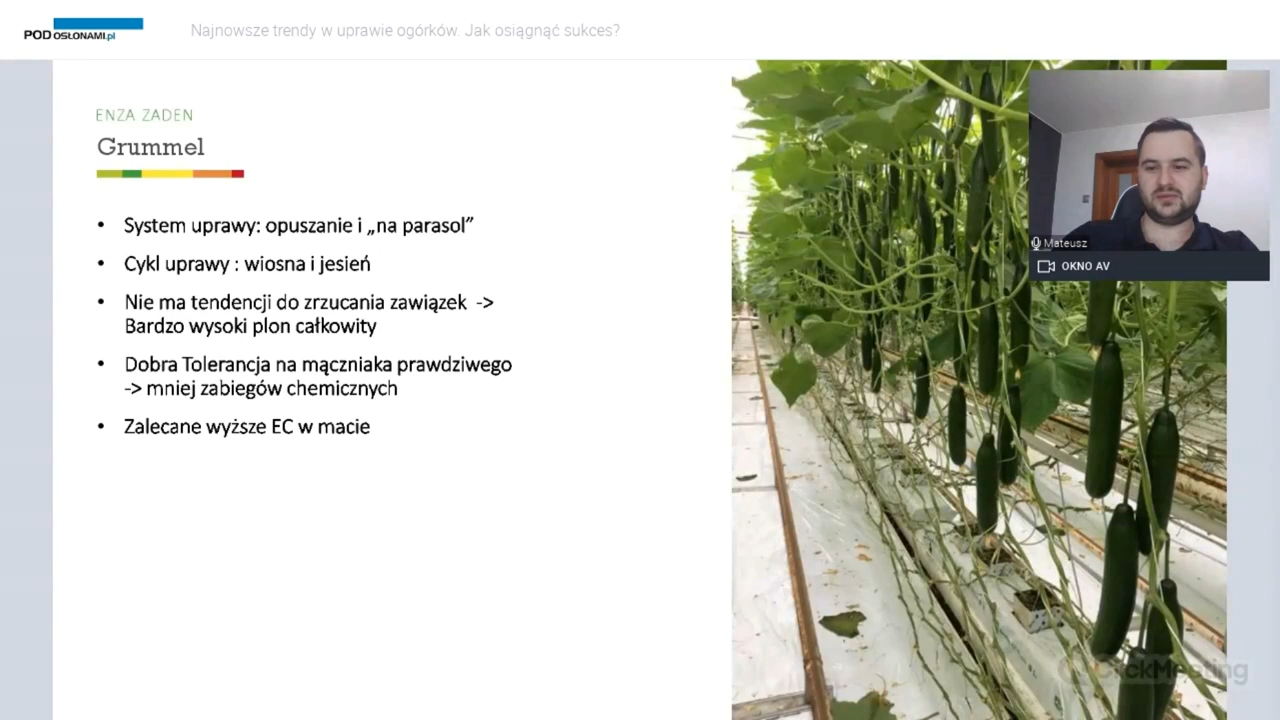 PODOSŁONAMI.pl
Najnowsze trendy w uprawie ogórków. Jak osiągnąć sukces?
ENZA ZADEN
Grummel
• System uprawy: opuszanie i „na parasol”
• Cykl uprawy : wiosna i jesień
• Nie ma tendencji do zrzucania zawiązek ->
Bardzo wysoki plon całkowity
• Dobra Tolerancja na mączniaka prawdziwego
-> mniej zabiegów chemicznych
• Zalecane wyższe EC w macie
Mateusz
OKNO AV
ClickMeeting